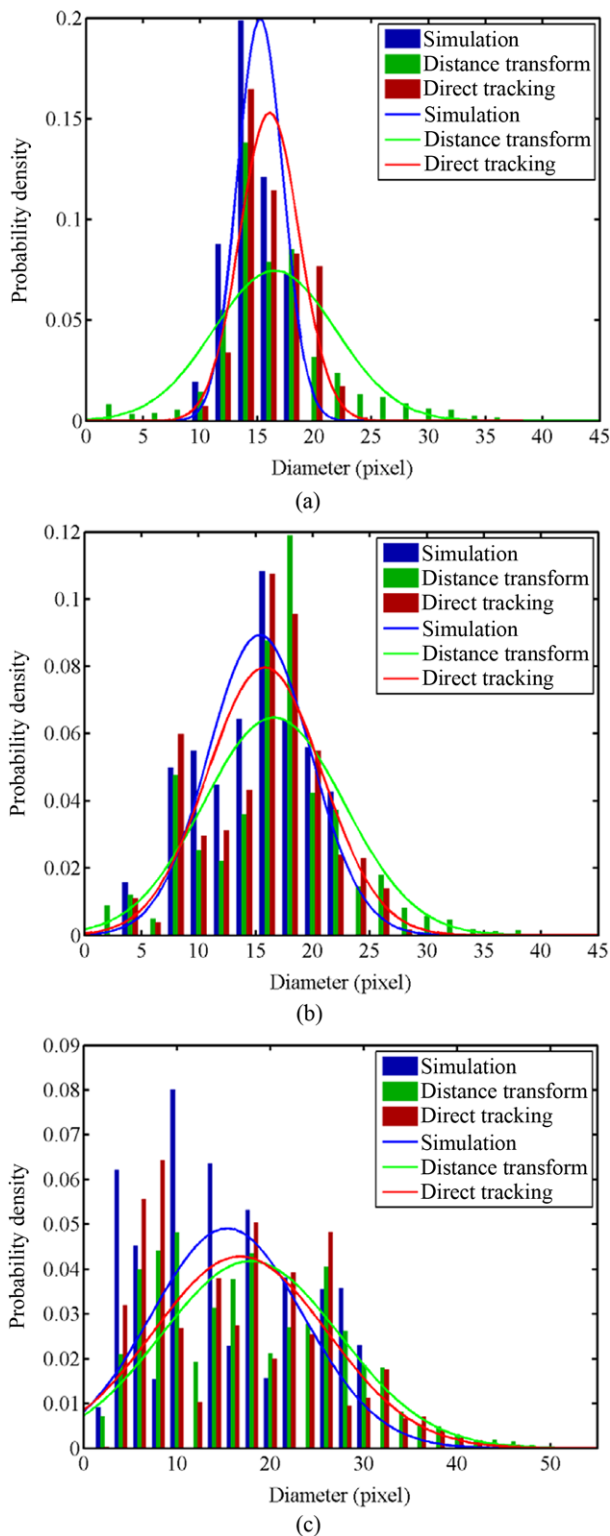 0.2
0.15
0.1
0.05
0
Probability density
Simulation
Distance transform
Direct tracking
Simulation
Distance transform
Direct tracking
0 5 10 15 20 25 30 35 40 45
Diameter (pixel)
(a)
0.12
0.1
0.08
0.06
0.04
0.02
0
Probability density
Simulation
Distance transform
Direct tracking
Simulation
Distance transform
Direct tracking
0 5 10 15 20 25 30 35 40 45
Diameter (pixel)
(b)
0.09
0.08
0.07
0.06
0.05
0.04
0.03
0.02
0.01
0
Probability density
Simulation
Distance transform
Direct tracking
Simulation
Distance transform
Direct tracking
0 10 20 30 40 50
Diameter (pixel)
(c)